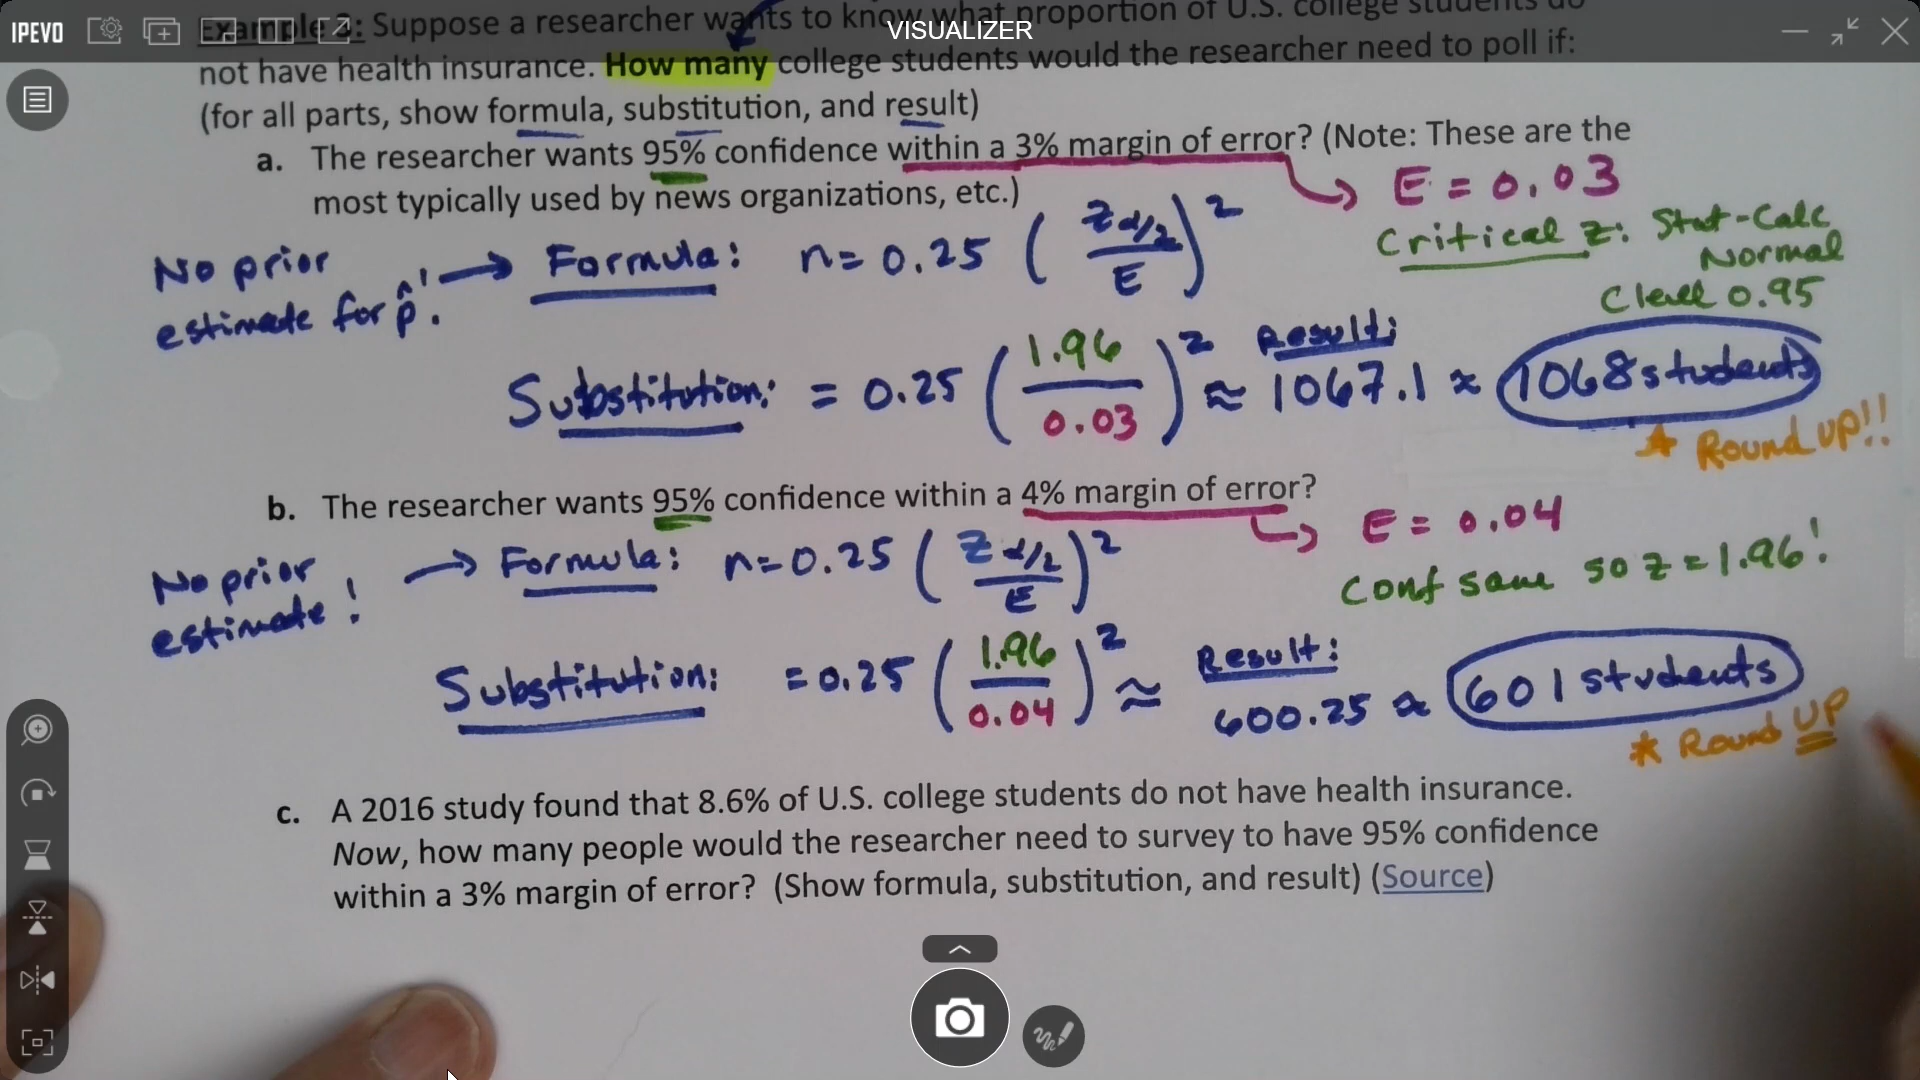 IPEVO
VISUALIZER
Example 3: Suppose a researcher wants to know what proportion of U.S. college students do
not have health insurance. How many college students would the researcher need to poll if:
(for all parts, show formula, substitution, and result)
a. The researcher wants 95% confidence within a 3% margin of error? (Note: These are the
most typically used by news organizations, etc.)
E = 0.03
No prior
estimate for p̂!
→ Formula: n = 0.25 (Zα/2 / E)²
Critical Z: Stat-Calc
Normal
Clevel 0.95
Substitution: = 0.25 (1.96 / 0.03)² ≈ Result: 1067.1 ≈ 1068 students
* Round up!!
b. The researcher wants 95% confidence within a 4% margin of error?
E = 0.04
No prior
estimate!
→ Formula: n = 0.25 (Zα/2 / E)²
Conf same so Z = 1.96!
Substitution: = 0.25 (1.96 / 0.04)² ≈ Result: 600.25 ≈ 601 students
* Round UP
c. A 2016 study found that 8.6% of U.S. college students do not have health insurance.
Now, how many people would the researcher need to survey to have 95% confidence
within a 3% margin of error? (Show formula, substitution, and result) (Source)